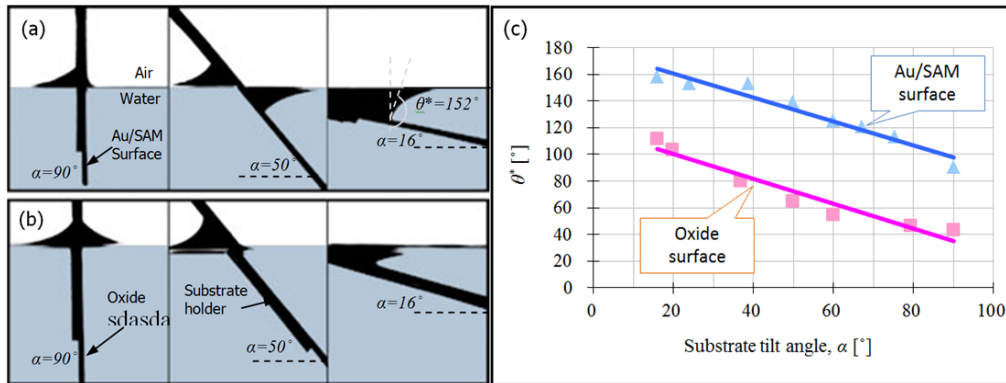 (a)
Air
Water
Au/SAM
Surface
α=90˚
α=50˚
θ*=152˚
α=16˚
(b)
Oxide
sdasda
α=90˚
Substrate
holder
α=50˚
α=16˚
(c)
180
160
140
120
100
80
60
40
20
0
θ* [˚]
Au/SAM
surface
Oxide
surface
0 20 40 60 80 100
Substrate tilt angle, α [˚]